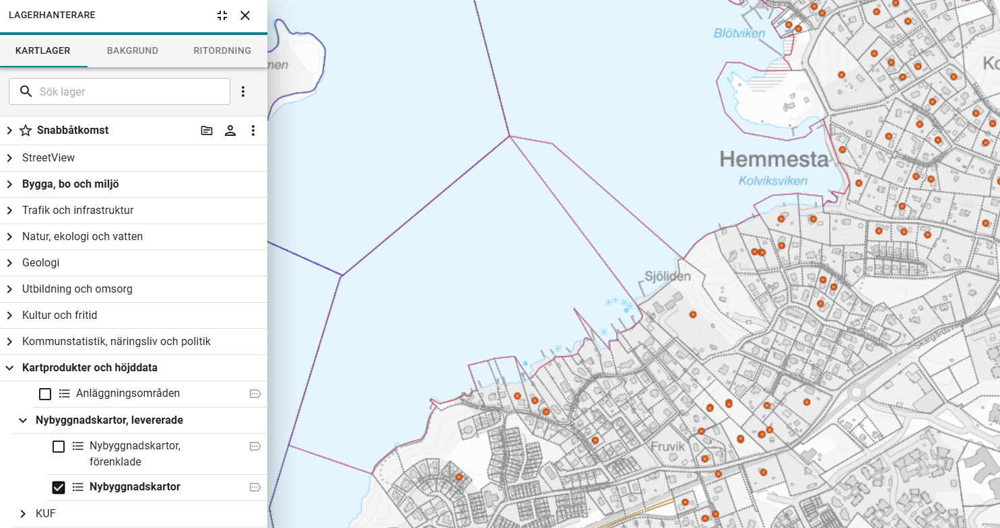 LAGERHANTERARE
KARTLAGER
BAKGRUND
RITORDNING
Sök lager
Snabbåtkomst
StreetView
Bygga, bo och miljö
Trafik och infrastruktur
Natur, ekologi och vatten
Geologi
Utbildning och omsorg
Kultur och fritid
Kommunstatistik, näringsliv och politik
Kartprodukter och höjddata
Anläggningsområden
Nybyggnadskartor, levererade
Nybyggnadskartor,
förenklade
Nybyggnadskartor
KUF
men
Blötviken
Ko
Hemmesta
Kolviksviken
Sjöliden
Skärgårdsvägen
Fruvik